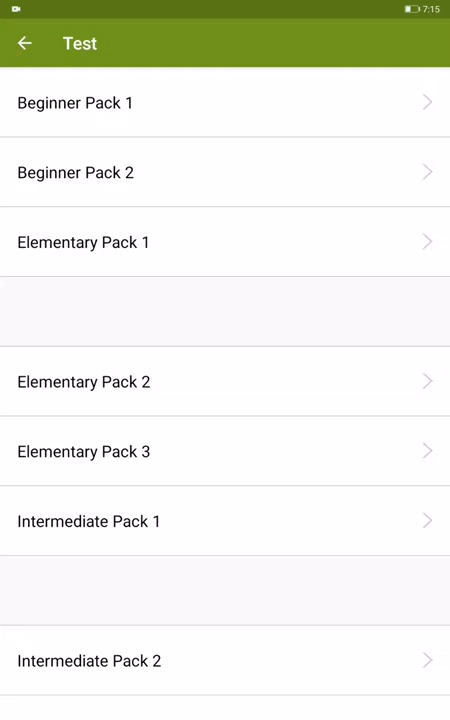 7:15
Test
Beginner Pack 1
Beginner Pack 2
Elementary Pack 1
Elementary Pack 2
Elementary Pack 3
Intermediate Pack 1
Intermediate Pack 2